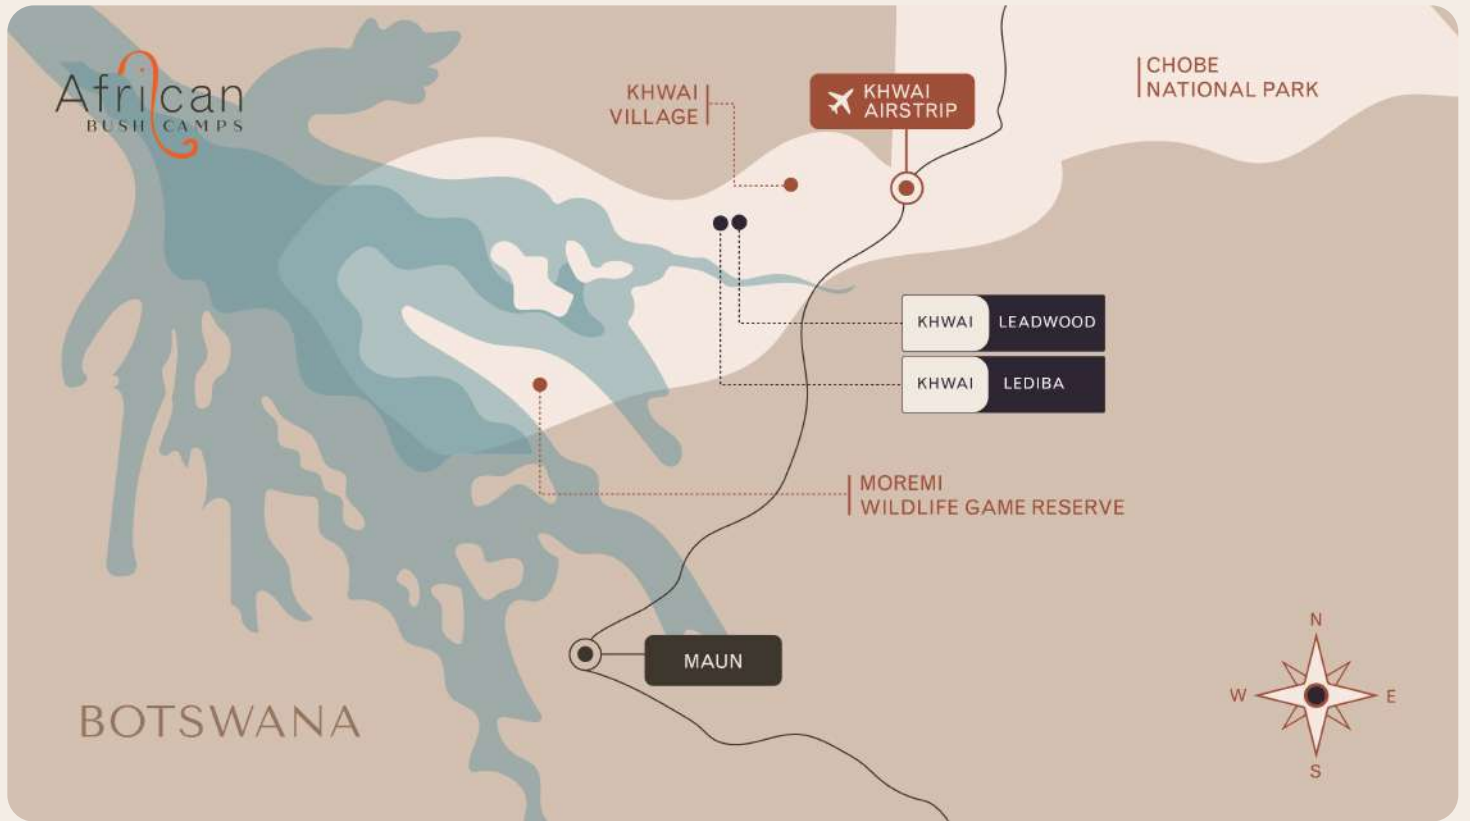 African
BUSH CAMPS
KHWAI
VILLAGE
KHWAI
AIRSTRIP
CHOBE
NATIONAL PARK
KHWAI LEADWOOD
KHWAI LEDIBA
MOREMI
WILDLIFE GAME RESERVE
MAUN
BOTSWANA
N
W E
S